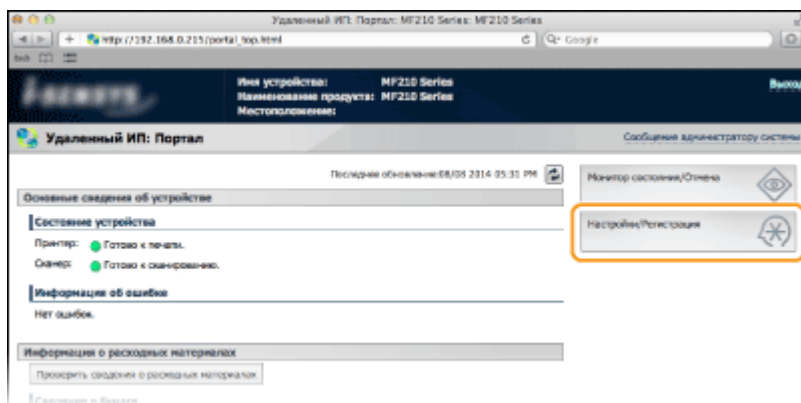 Удаленный ИП: Портал: MF210 Series: MF210 Series
http://192.168.0.215/portal_top.html
Google
Имя устройства: MF210 Series
Выход
Наименование продукта: MF210 Series
Местоположение:
Удаленный ИП: Портал
Сообщения администратору системы
Последнее обновление:08/08 2014 05:31 PM
Монитор состояния/Отмена
Основные сведения об устройстве
Состояние устройства
Настройки/Регистрация
Принтер: Готово к печати.
Сканер: Готово к сканированию.
Информация об ошибке
Нет ошибок.
Информация о расходных материалах
Проверить сведения о расходных материалах
Сведения о бумаге